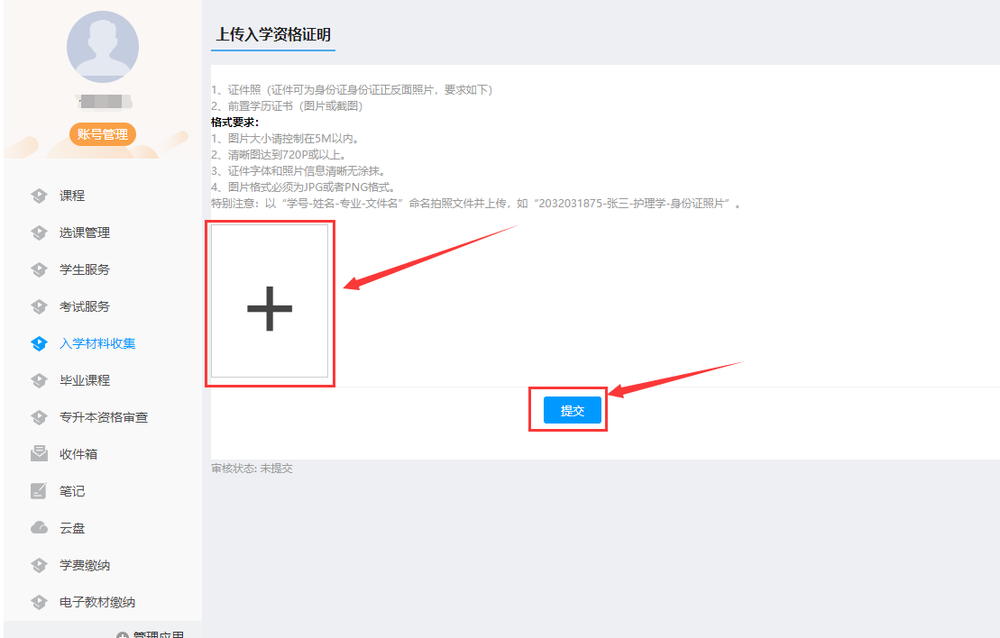 账号管理
课程
选课管理
学生服务
考试服务
入学材料收集
毕业课程
专升本资格审查
收件箱
笔记
云盘
学费缴纳
电子教材缴纳
管理应用
上传入学资格证明
1、证件照（证件可为身份证身份证正反面照片，要求如下）
2、前置学历证书（图片或截图）
格式要求：
1、图片大小请控制在5M以内。
2、清晰图达到720P或以上。
3、证件字体和照片信息清晰无涂抹。
4、图片格式必须为JPG或者PNG格式。
特别注意：以“学号-姓名-专业-文件名”命名拍照文件并上传，如“2032031875-张三-护理学-身份证照片”。
提交
审核状态: 未提交